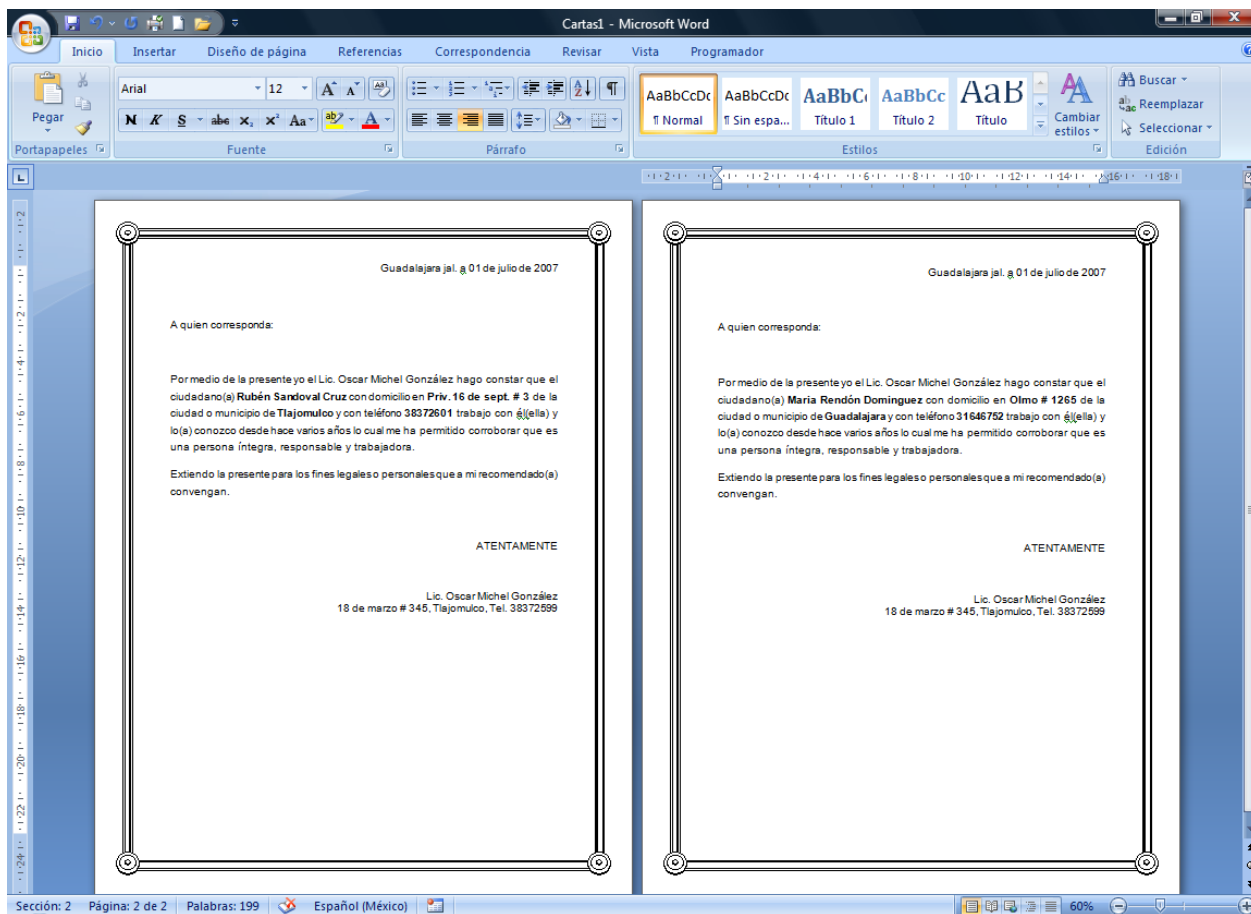 Cartas1 - Microsoft Word
Inicio Insertar Diseño de página Referencias Correspondencia Revisar Vista Programador
Pegar
Arial 12
N K S abe x₂ x² Aa ab A
AaBbCcDc AaBbCcDc AaBbC AaBbCc AaB
¶ Normal ¶ Sin espa... Título 1 Título 2 Título
Cambiar estilos
Buscar
Reemplazar
Seleccionar
Portapapeles Fuente Párrafo Estilos Edición
Guadalajara jal. a 01 de julio de 2007
A quien corresponda:
Por medio de la presente yo el Lic. Oscar Michel González hago constar que el
ciudadano(a) Rubén Sandoval Cruz con domicilio en Priv. 16 de sept. # 3 de la
ciudad o municipio de Tlajomulco y con teléfono 38372601 trabajo con él(ella) y
lo(a) conozco desde hace varios años lo cual me ha permitido corroborar que es
una persona íntegra, responsable y trabajadora.
Extiendo la presente para los fines legales o personales que a mi recomendado(a)
convengan.
ATENTAMENTE
Lic. Oscar Michel González
18 de marzo # 345, Tlajomulco, Tel. 38372599
Guadalajara jal. a 01 de julio de 2007
A quien corresponda:
Por medio de la presente yo el Lic. Oscar Michel González hago constar que el
ciudadano(a) Maria Rendón Dominguez con domicilio en Olmo # 1265 de la
ciudad o municipio de Guadalajara y con teléfono 31646752 trabajo con él(ella) y
lo(a) conozco desde hace varios años lo cual me ha permitido corroborar que es
una persona íntegra, responsable y trabajadora.
Extiendo la presente para los fines legales o personales que a mi recomendado(a)
convengan.
ATENTAMENTE
Lic. Oscar Michel González
18 de marzo # 345, Tlajomulco, Tel. 38372599
Sección: 2 Página: 2 de 2 Palabras: 199 Español (México) 60%